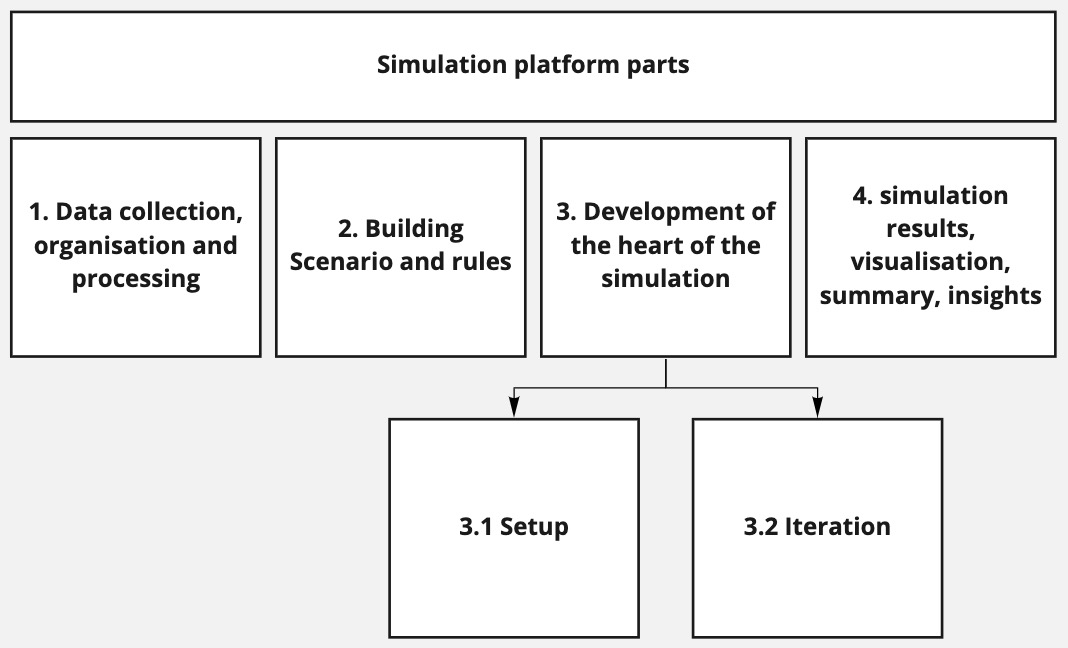 Simulation platform parts
1. Data collection,
organisation and
processing
2. Building
Scenario and rules
3. Development of
the heart of the
simulation
4. simulation
results,
visualisation,
summary, insights
3.1 Setup
3.2 Iteration